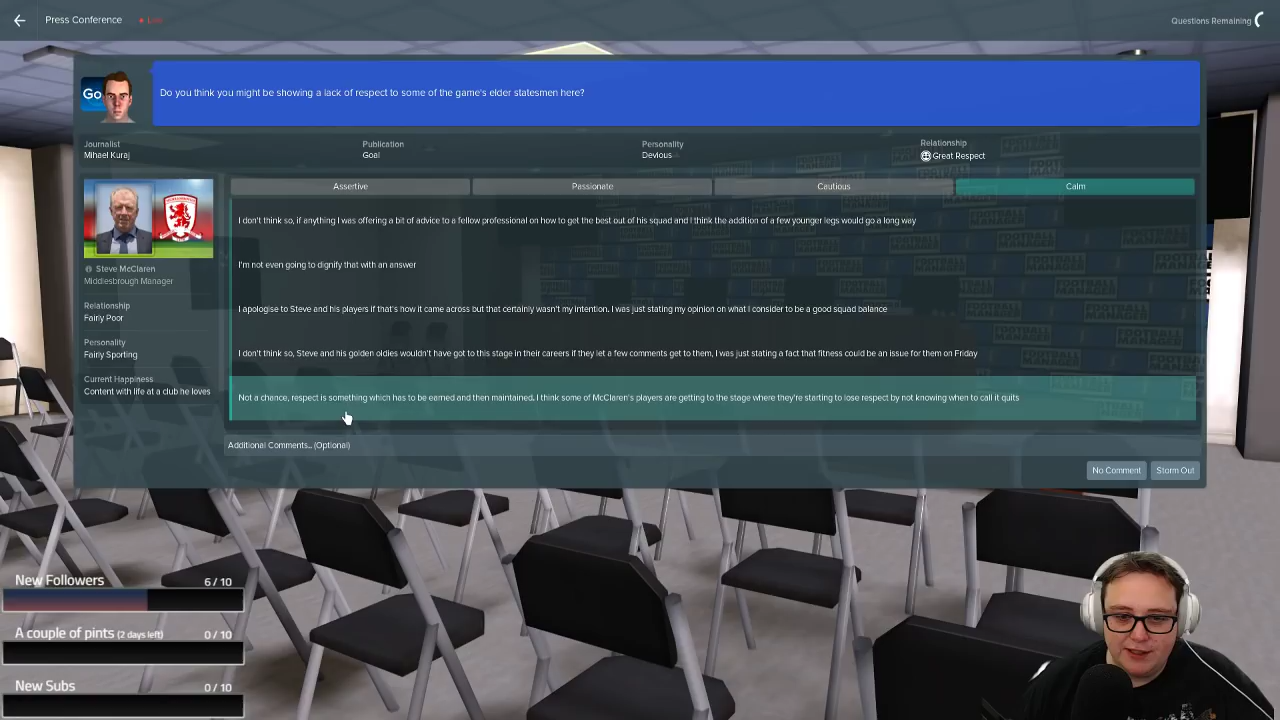 Press Conference
Live
Questions Remaining
Go
Do you think you might be showing a lack of respect to some of the game's elder statesmen here?
Journalist
Mihael Kuraj
Publication
Goal
Personality
Devious
Relationship
Great Respect
Assertive
Passionate
Cautious
Calm
Steve McClaren
Middlesbrough Manager
Relationship
Fairly Poor
Personality
Fairly Sporting
Current Happiness
Content with life at a club he loves
I don't think so, if anything I was offering a bit of advice to a fellow professional on how to get the best out of his squad and I think the addition of a few younger legs would go a long way
I'm not even going to dignify that with an answer
I apologise to Steve and his players if that's how it came across but that certainly wasn't my intention. I was just stating my opinion on what I consider to be a good squad balance
I don't think so, Steve and his golden oldies wouldn't have got to this stage in their careers if they let a few comments get to them, I was just stating a fact that fitness could be an issue for them on Friday
Not a chance, respect is something which has to be earned and then maintained. I think some of McClaren's players are getting to the stage where they're starting to lose respect by not knowing when to call it quits
Additional Comments... (Optional)
No Comment
Storm Out
FOOTBALL MANAGER
New Followers 6 / 10
A couple of pints (2 days left) 0 / 10
New Subs 0 / 10